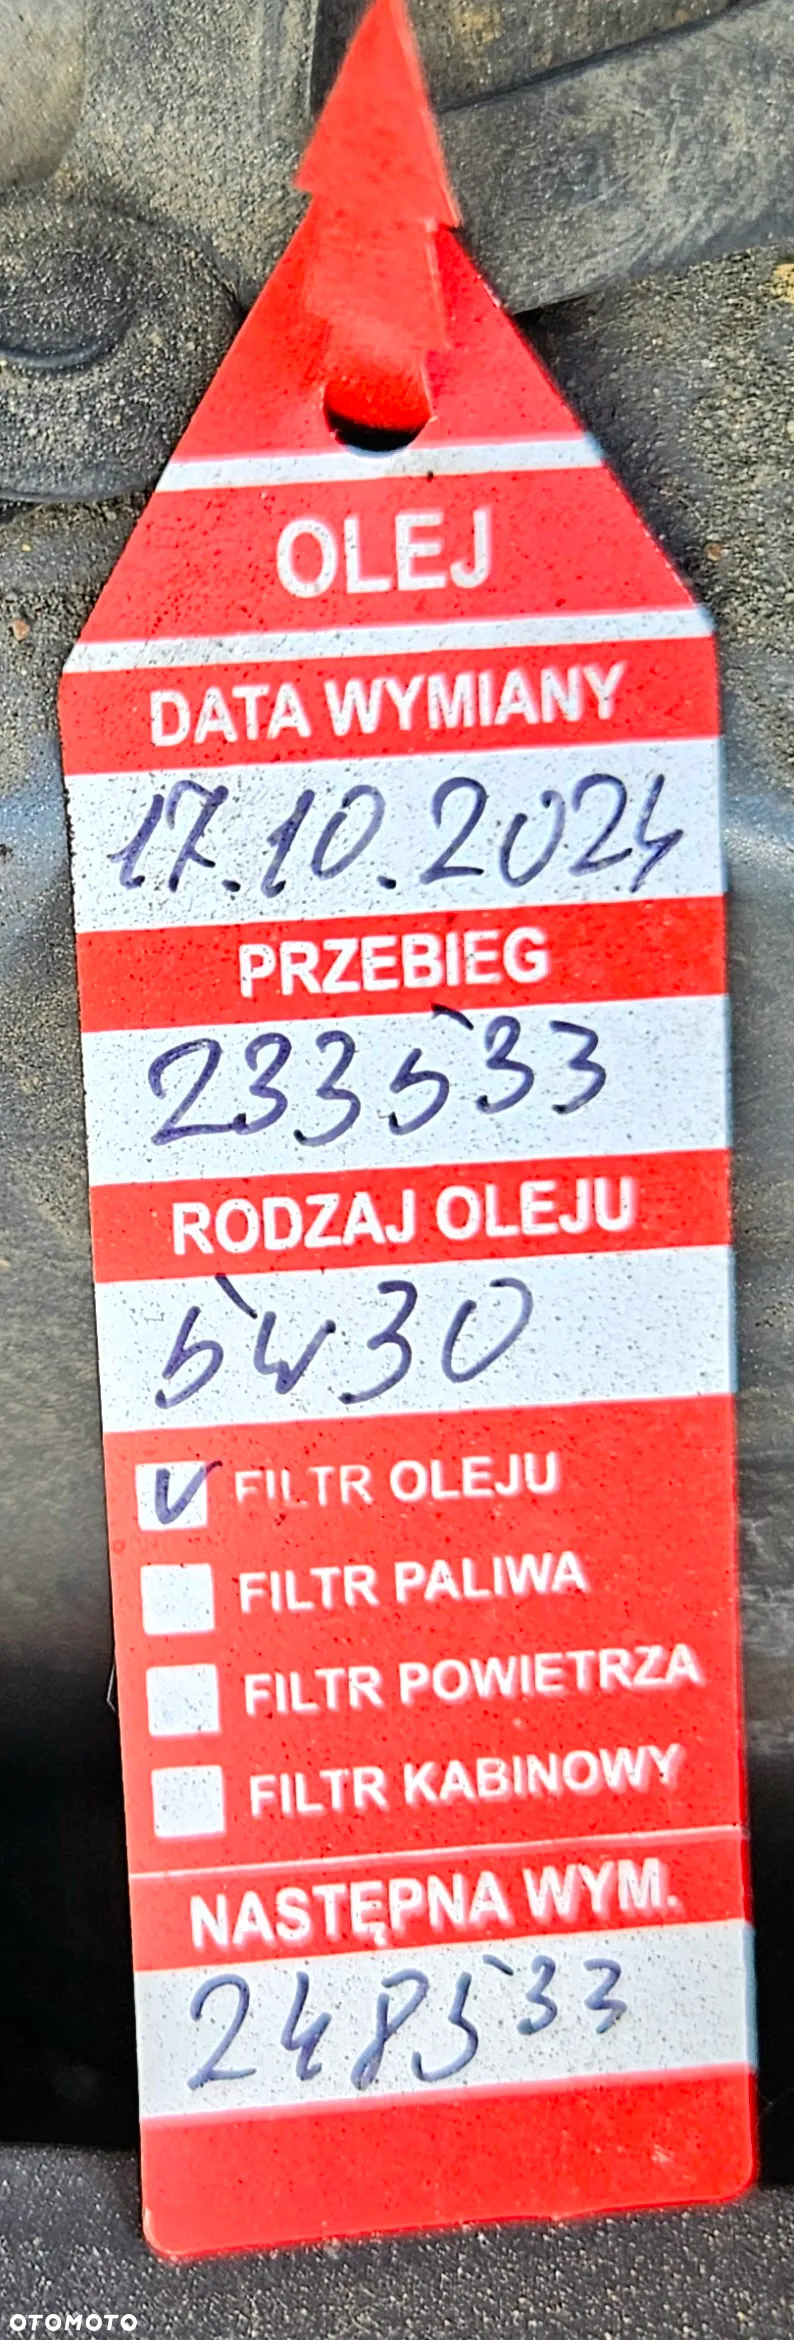 OLEJ
DATA WYMIANY
17.10.2024
PRZEBIEG
233533
RODZAJ OLEJU
5w30
V FILTR OLEJU
FILTR PALIWA
FILTR POWIETRZA
FILTR KABINOWY
NASTĘPNA WYM.
248533
OTOMOTO